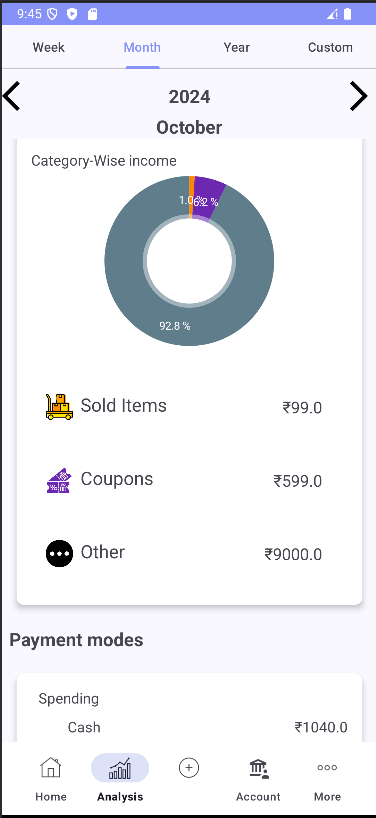 9:45
Week Month Year Custom
2024
October
Category-Wise income
1.0 % 6.2 %
92.8 %
Sold Items ₹99.0
Coupons ₹599.0
Other ₹9000.0
Payment modes
Spending
Cash ₹1040.0
Home Analysis Account More